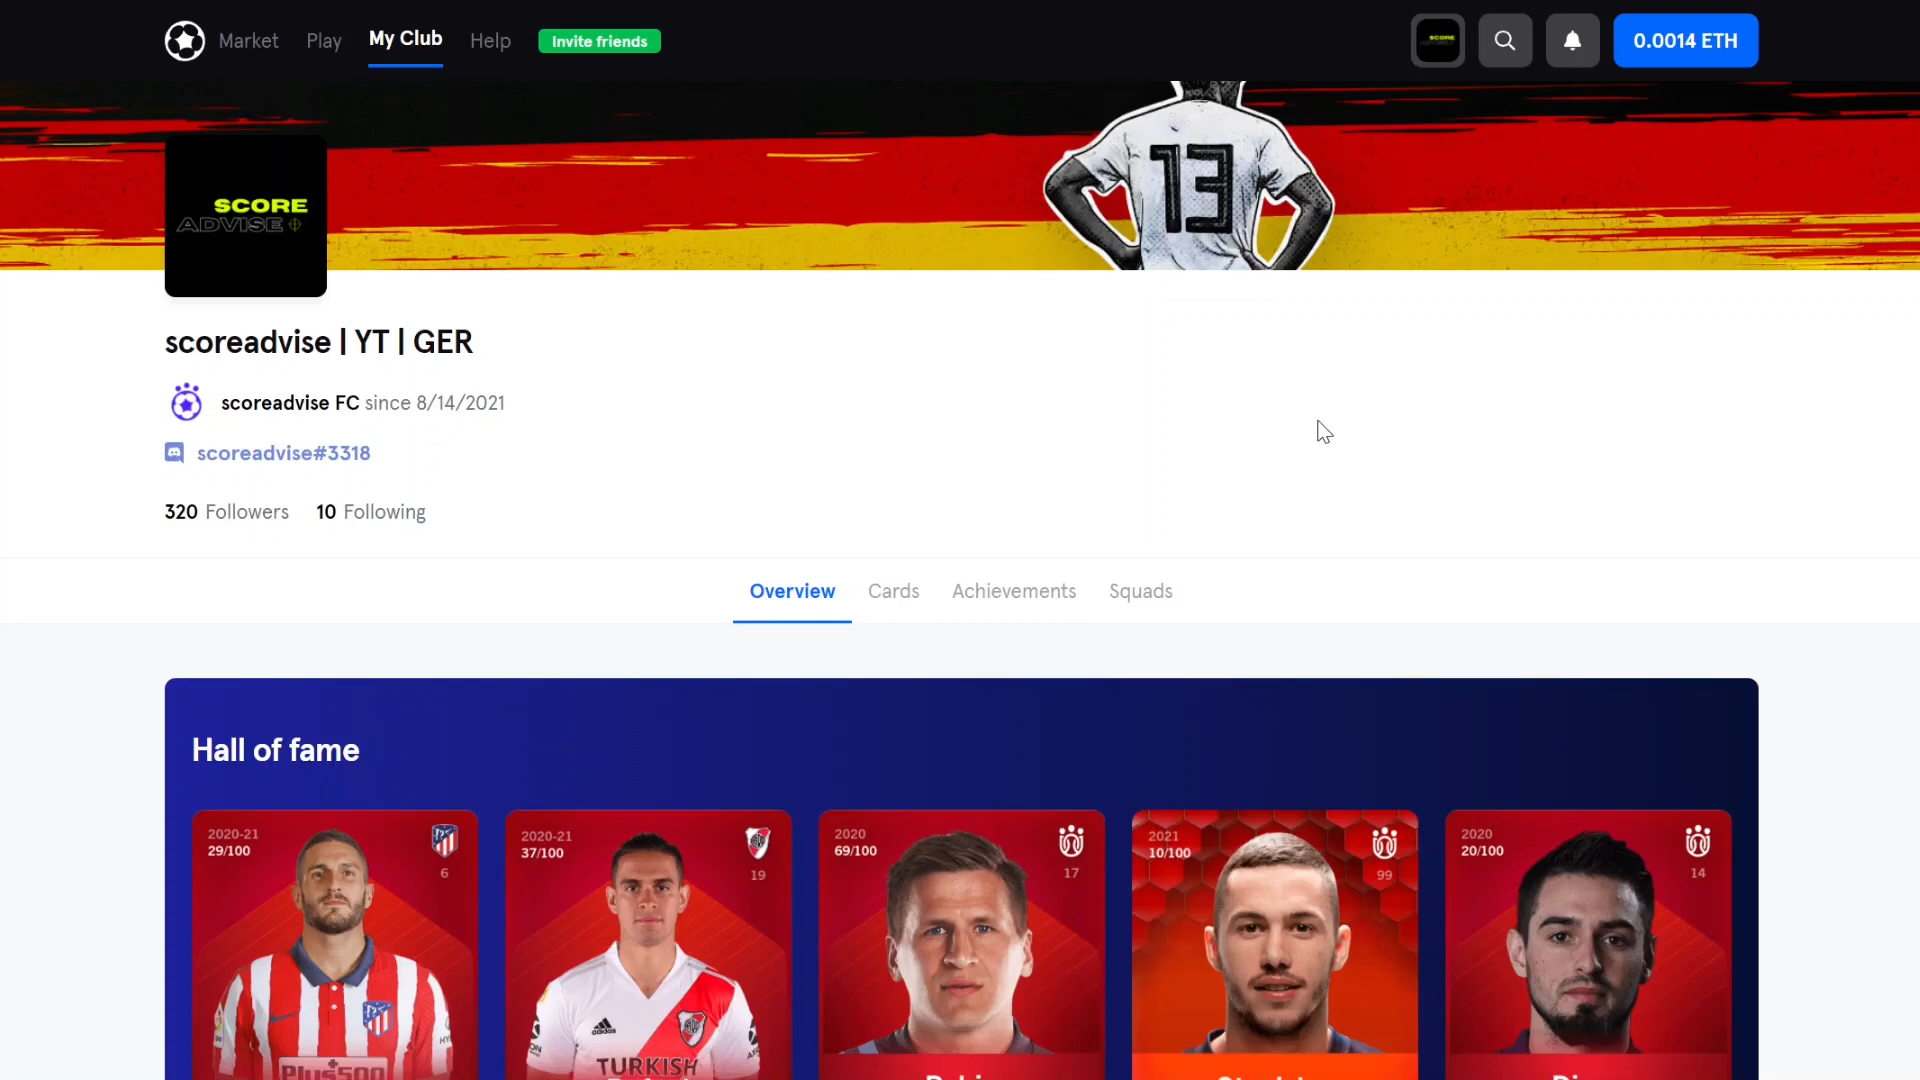 Market Play My Club Help Invite friends
SCORE
0.0014 ETH
13
SCORE
ADVISE
scoreadvise | YT | GER
scoreadvise FC since 8/14/2021
scoreadvise#3318
320 Followers 10 Following
Overview Cards Achievements Squads
Hall of fame
2020-21
29/100
6
Plus500
2020-21
37/100
19
adidas
TURKISH
2020
69/100
17
2021
10/100
99
2020
20/100
14